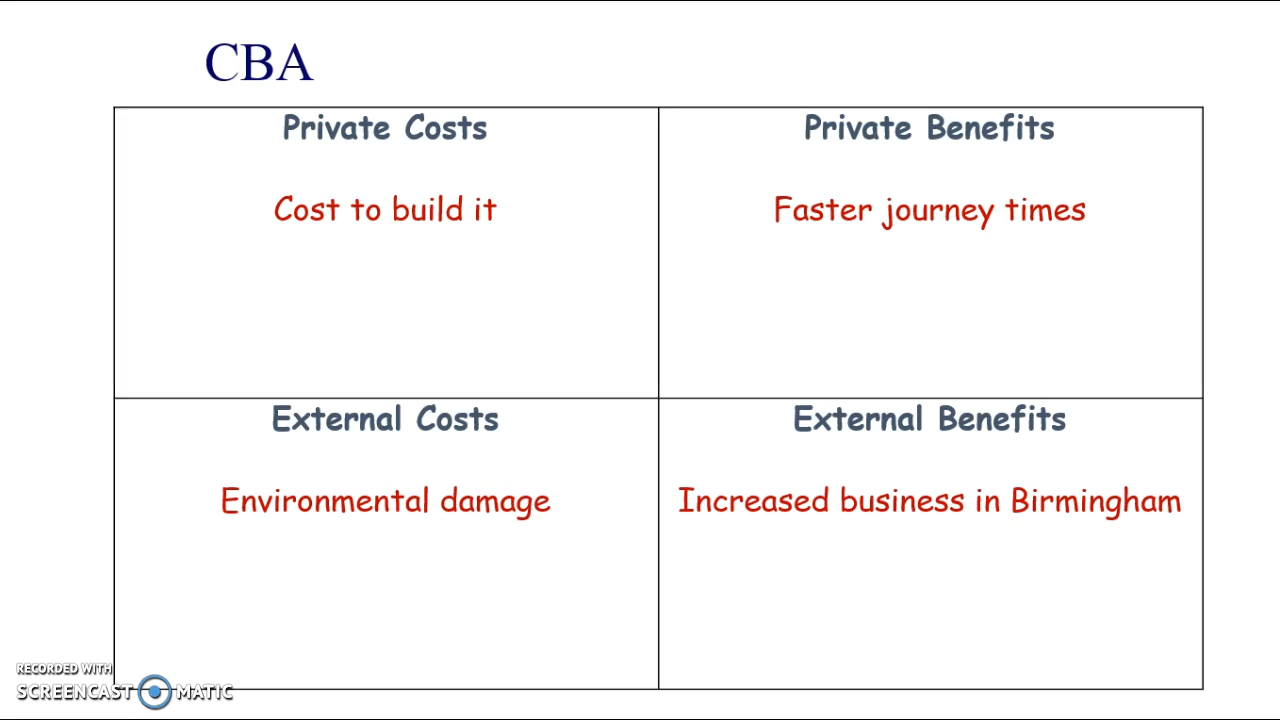 CBA
Private Costs
Cost to build it
Private Benefits
Faster journey times
External Costs
Environmental damage
External Benefits
Increased business in Birmingham
RECORDED WITH
SCREENCAST MATIC